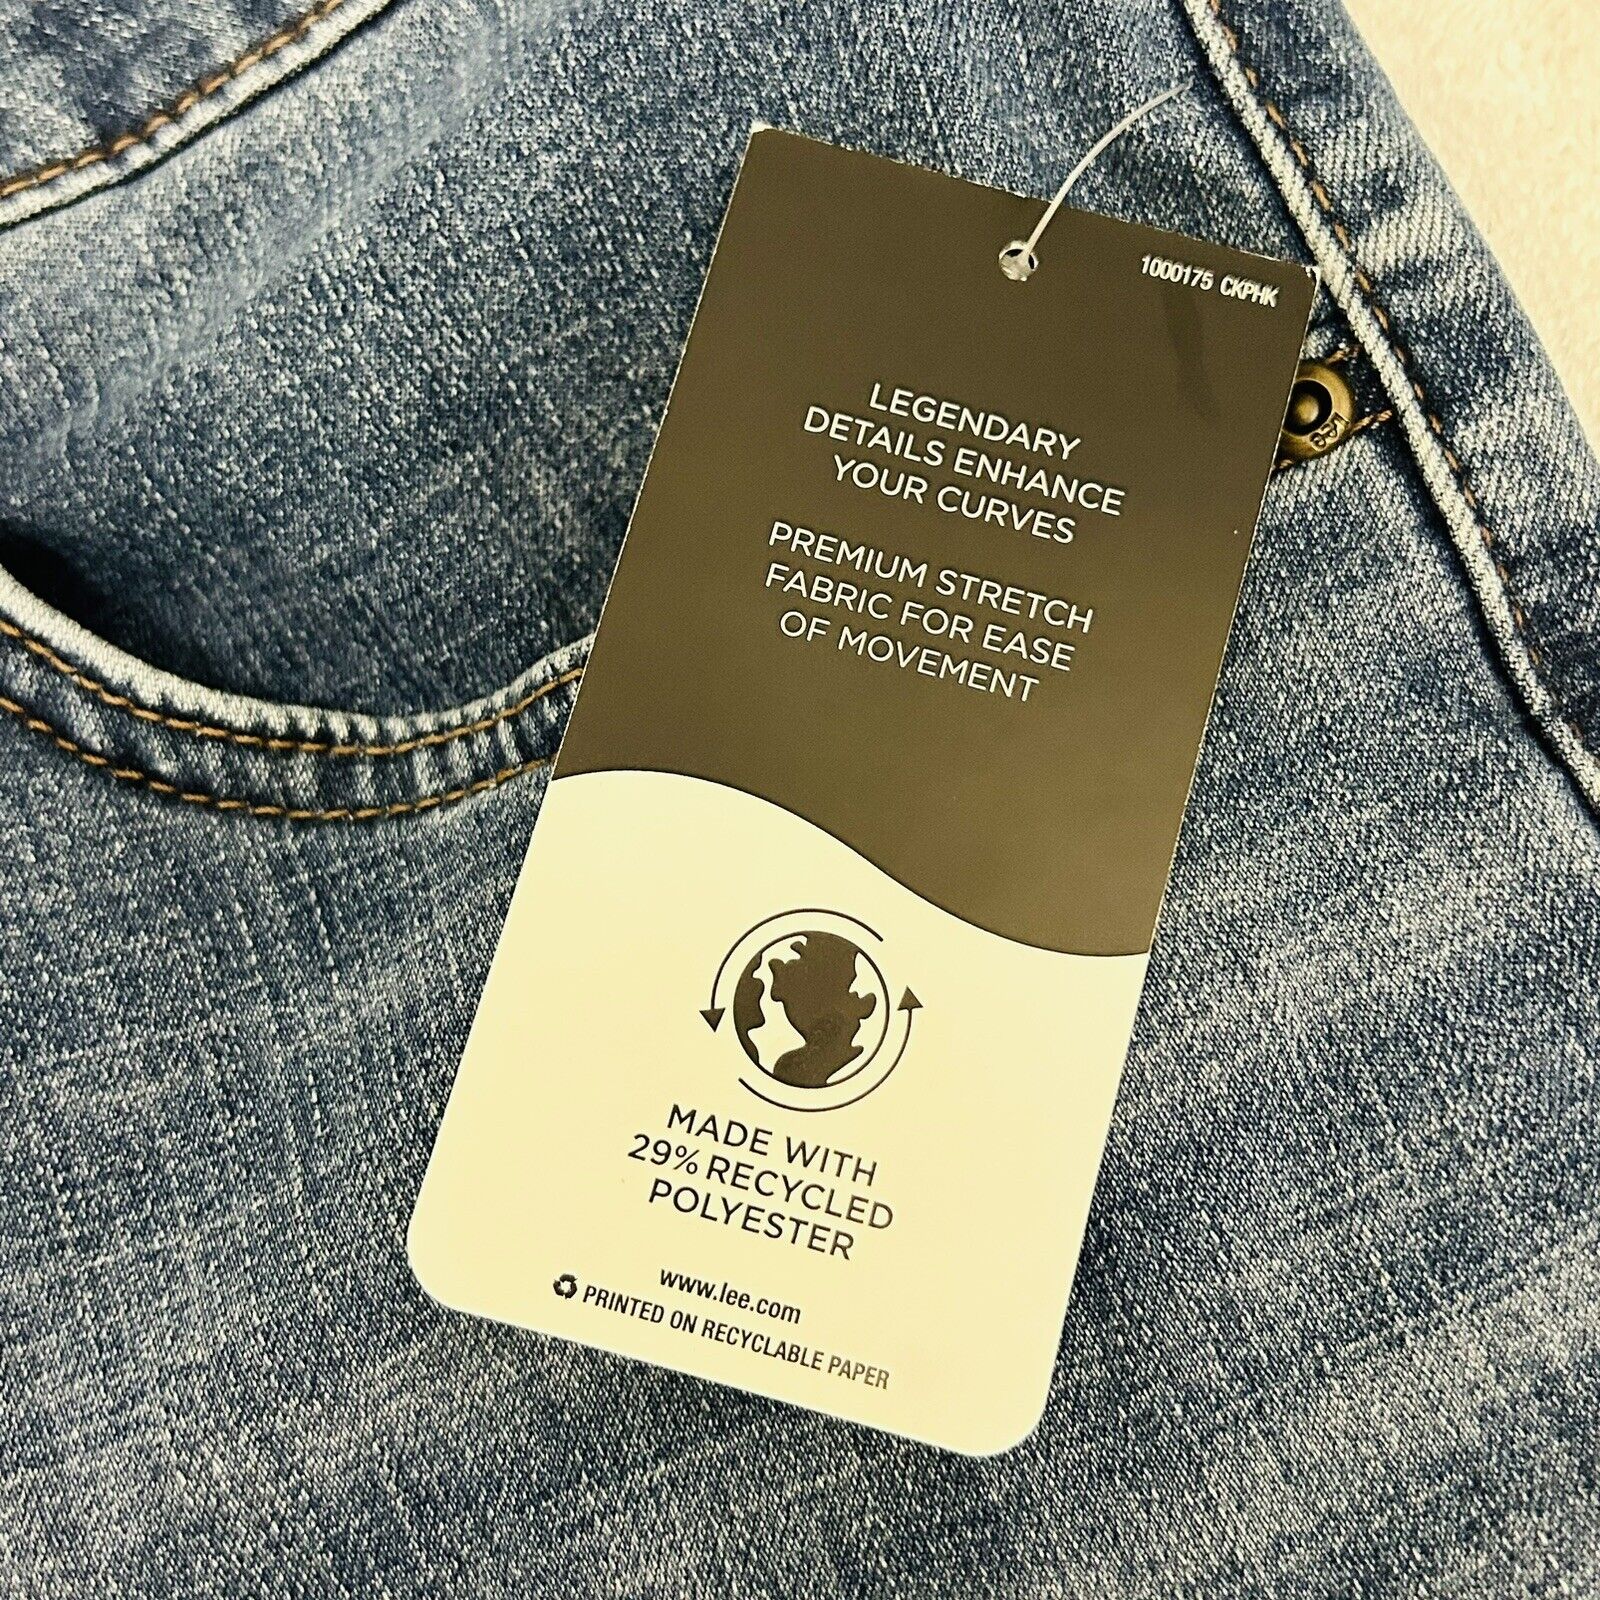 1000175 CKPHK
LEGENDARY
DETAILS ENHANCE
YOUR CURVES
PREMIUM STRETCH
FABRIC FOR EASE
OF MOVEMENT
Lee
MADE WITH
29% RECYCLED
POLYESTER
www.lee.com
PRINTED ON RECYCLABLE PAPER